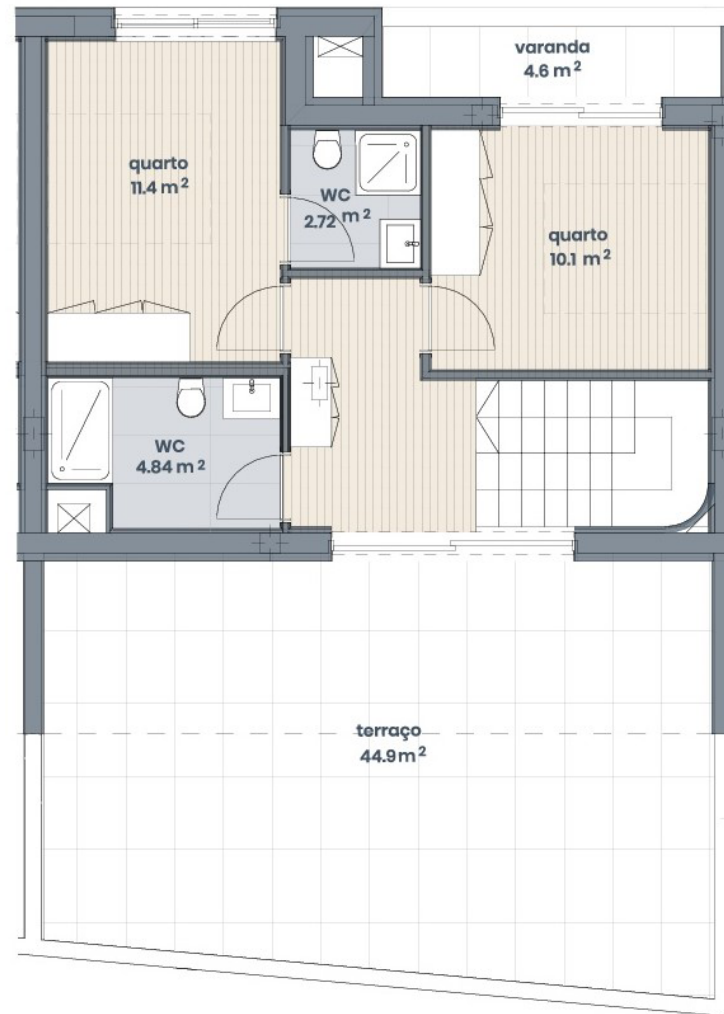 varanda
4.6 m²
quarto
11.4 m²
WC
2.72 m²
quarto
10.1 m²
WC
4.84 m²
terraço
44.9 m²